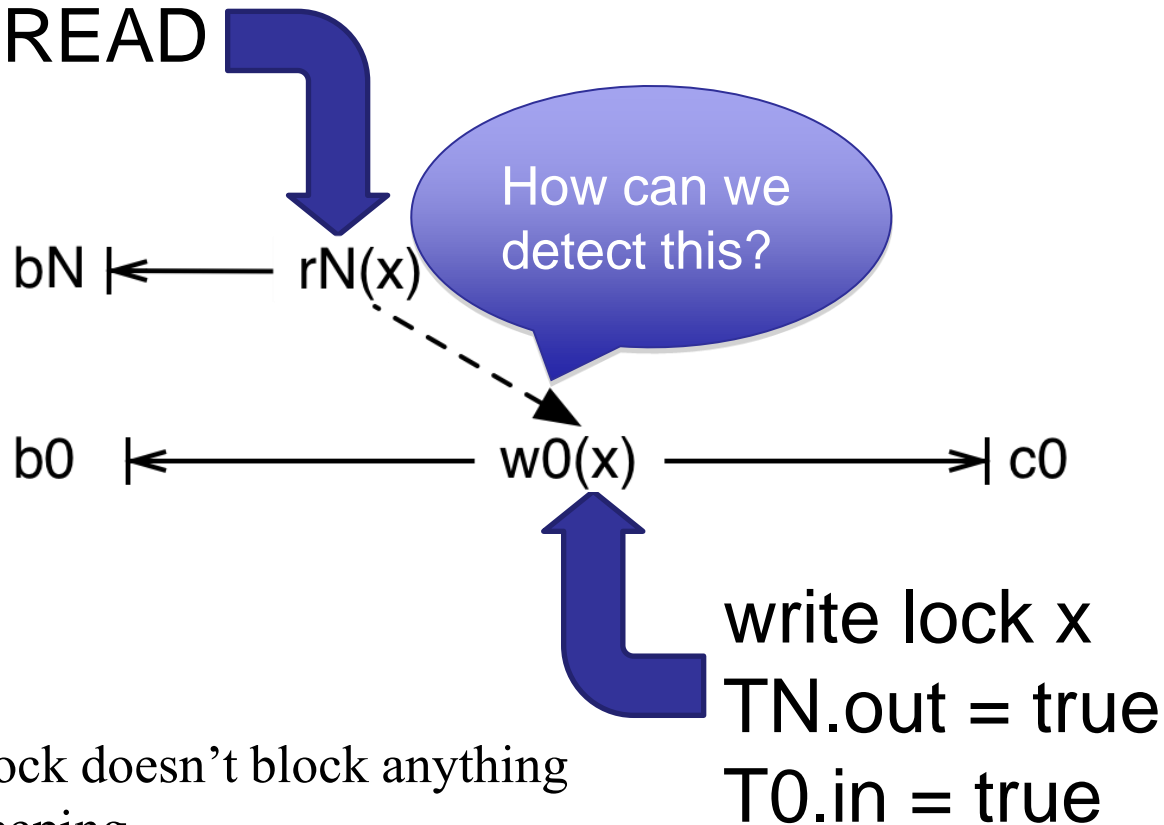 READ
How can we
detect this?
bN rN(x)
b0 w0(x) c0
write lock x
TN.out = true
T0.in = true
ock doesn’t block anything